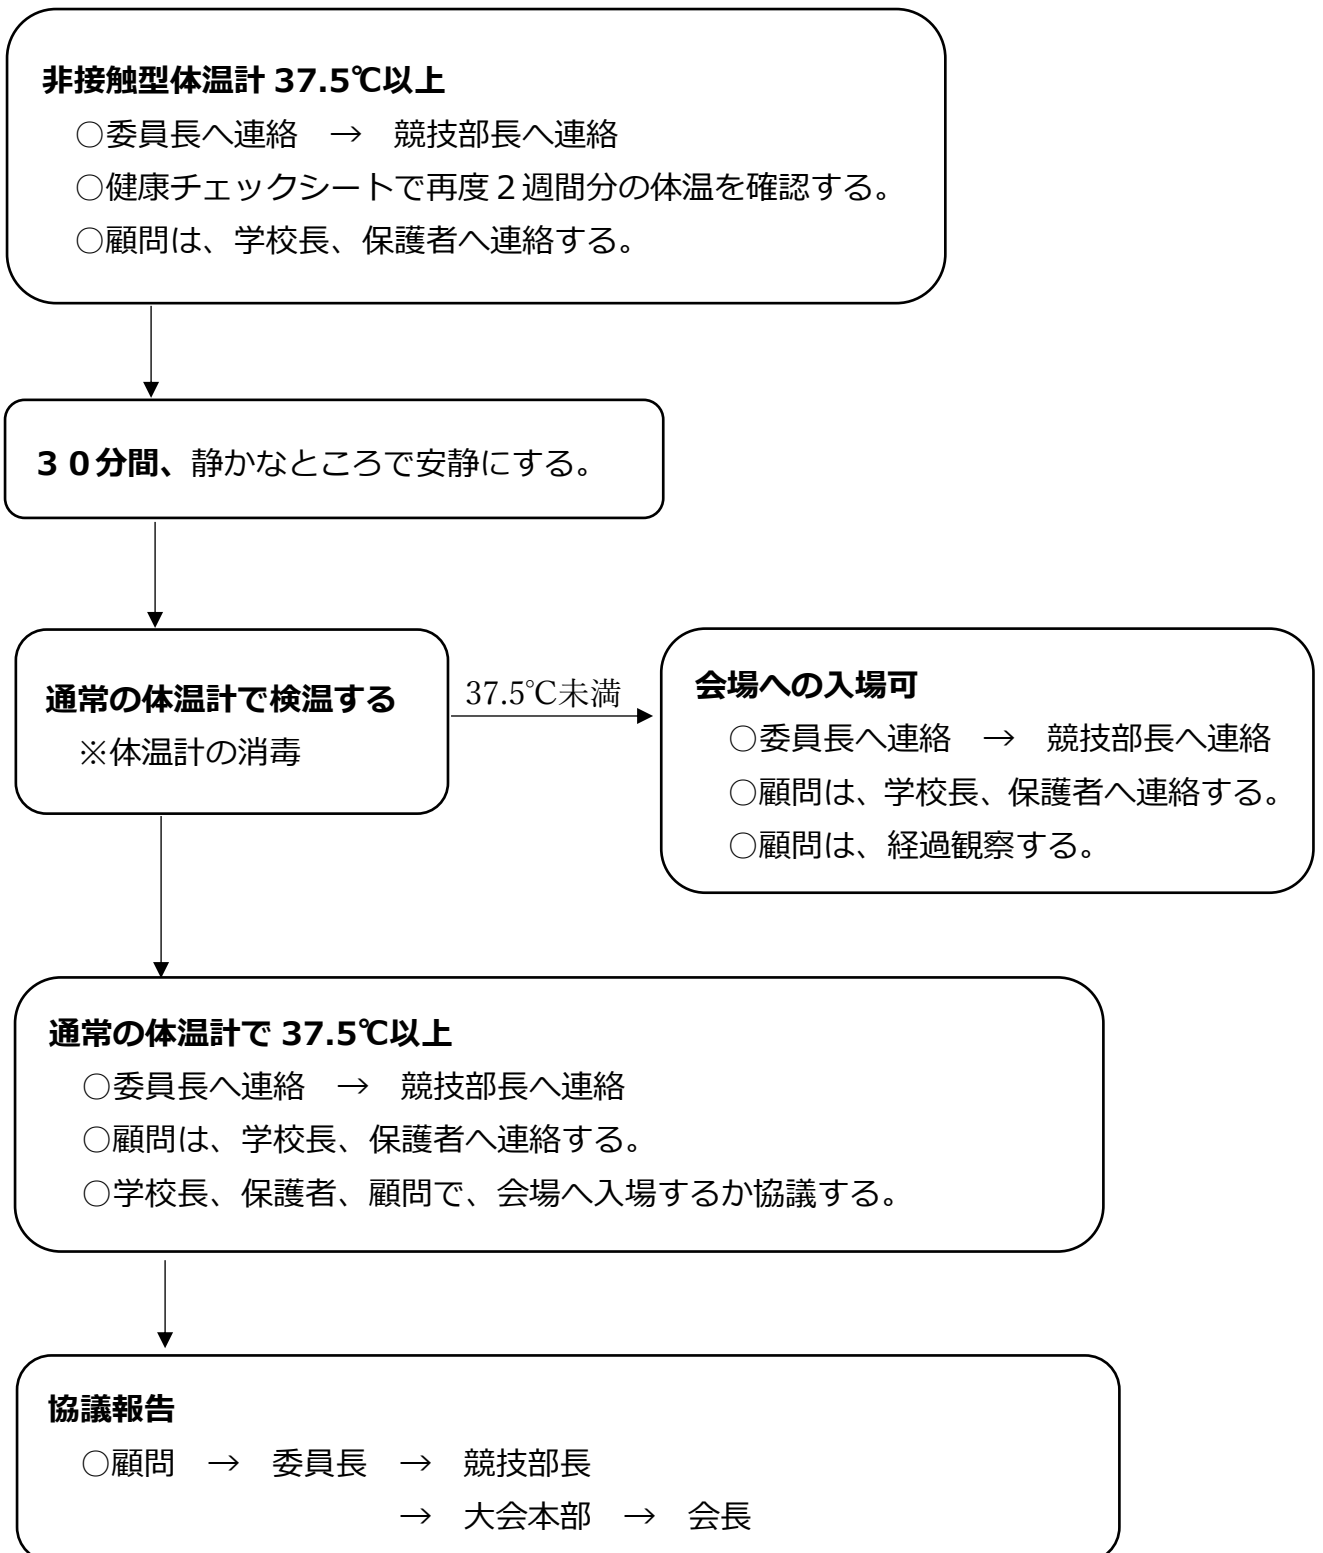 非接触型体温計 37.5℃以上
○委員長へ連絡　→　競技部長へ連絡
○健康チェックシートで再度２週間分の体温を確認する。
○顧問は、学校長、保護者へ連絡する。
３０分間、静かなところで安静にする。
通常の体温計で検温する
※体温計の消毒
37.5℃未満
会場への入場可
○委員長へ連絡　→　競技部長へ連絡
○顧問は、学校長、保護者へ連絡する。
○顧問は、経過観察する。
通常の体温計で 37.5℃以上
○委員長へ連絡　→　競技部長へ連絡
○顧問は、学校長、保護者へ連絡する。
○学校長、保護者、顧問で、会場へ入場するか協議する。
協議報告
○顧問　→　委員長　→　競技部長
→　大会本部　→　会長